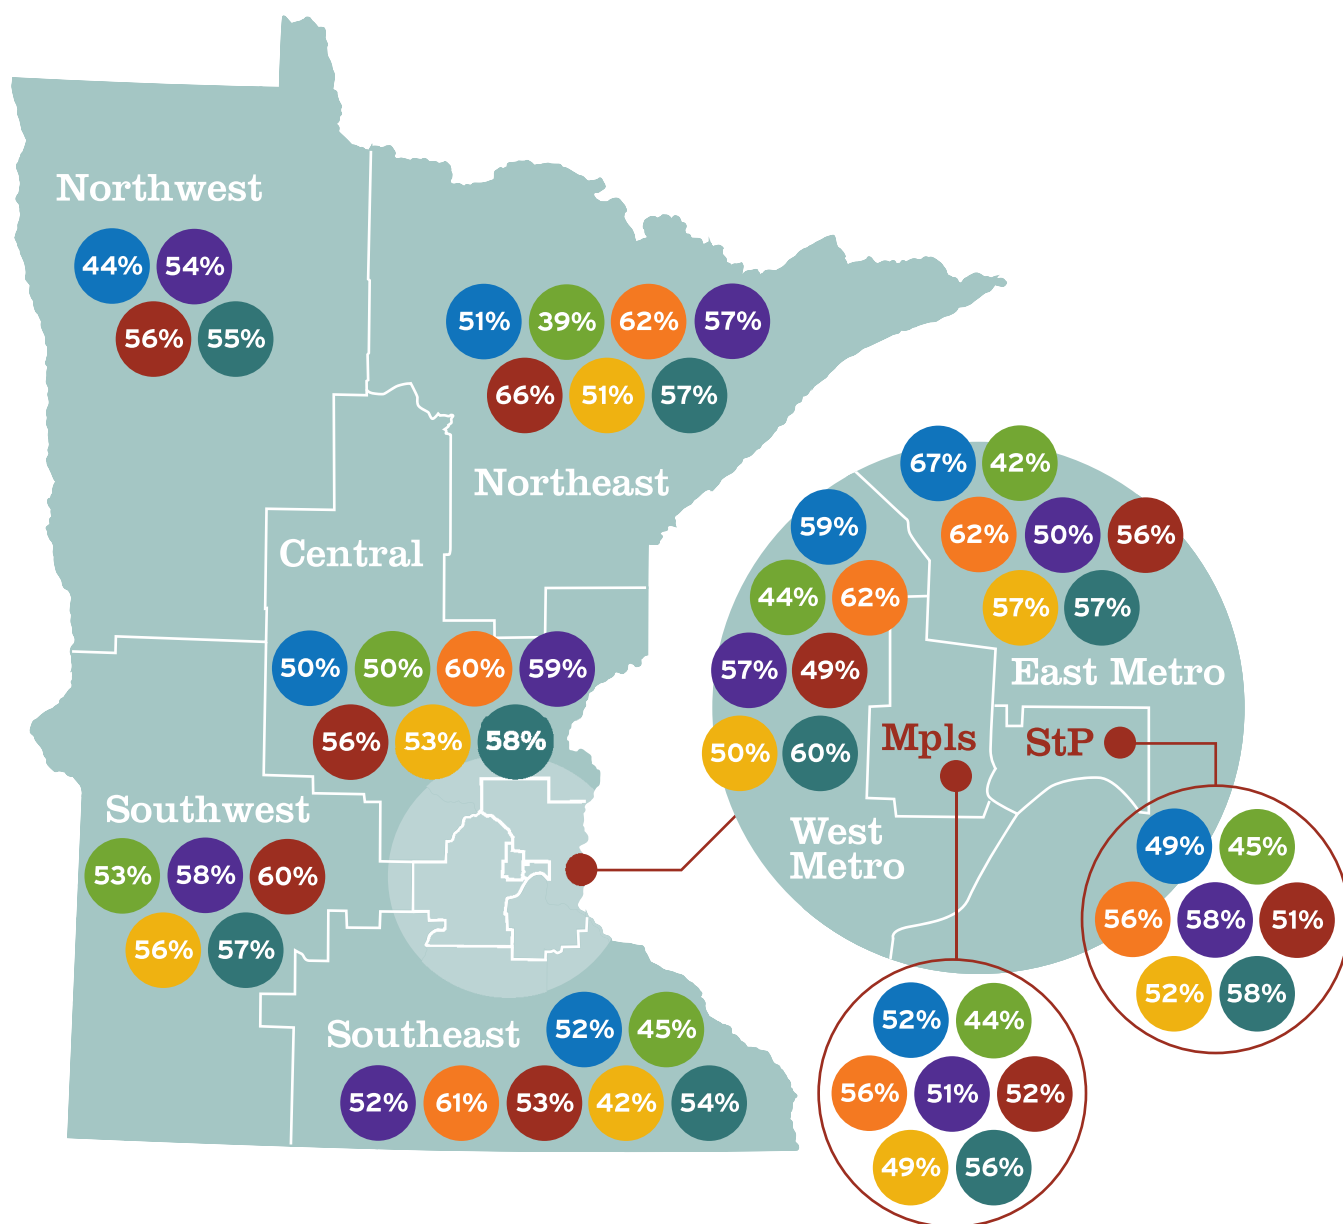 Northwest
44% 54%
56% 55%
51% 39% 62% 57%
66% 51% 57%
Northeast
Central
50% 50% 60% 59%
56% 53% 58%
Southwest
53% 58% 60%
56% 57%
Southeast
52% 45%
52% 61% 53% 42% 54%
67% 42%
62% 50% 56%
57% 57%
East Metro
59%
44% 62%
57% 49%
50% 60%
West
Metro
Mpls
StP
49% 45%
56% 58% 51%
52% 58%
52% 44%
56% 51% 52%
49% 56%